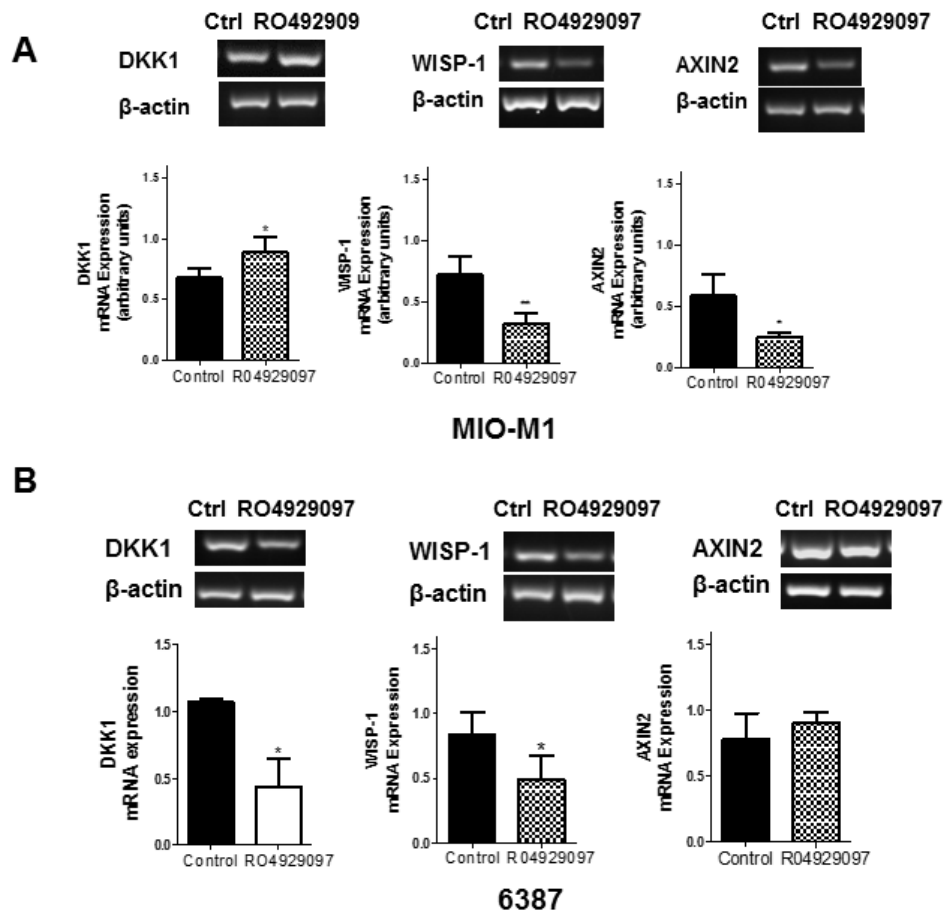 A
Ctrl RO492909
DKK1
β-actin
Ctrl RO4929097
WISP-1
β-actin
Ctrl RO4929097
AXIN2
β-actin
DKK1
mRNA Expression
(arbitrary units)
1.5
1.0
0.5
0.0
*
Control R04929097
WISP-1
mRNA Expression
(arbitrary units)
1.5
1.0
0.5
0.0
**
Control R04929097
AXIN2
mRNA Expression
(arbitrary units)
1.5
1.0
0.5
0.0
*
Control R04929097
MIO-M1
B
Ctrl RO4929097
DKK1
β-actin
Ctrl RO4929097
WISP-1
β-actin
Ctrl RO4929097
AXIN2
β-actin
DKK1
mRNA expression
1.5
1.0
0.5
0.0
*
Control RO4929097
WISP-1
mRNA Expression
1.5
1.0
0.5
0.0
*
Control R04929097
AXIN2
mRNA Expression
1.5
1.0
0.5
0.0
Control R04929097
6387